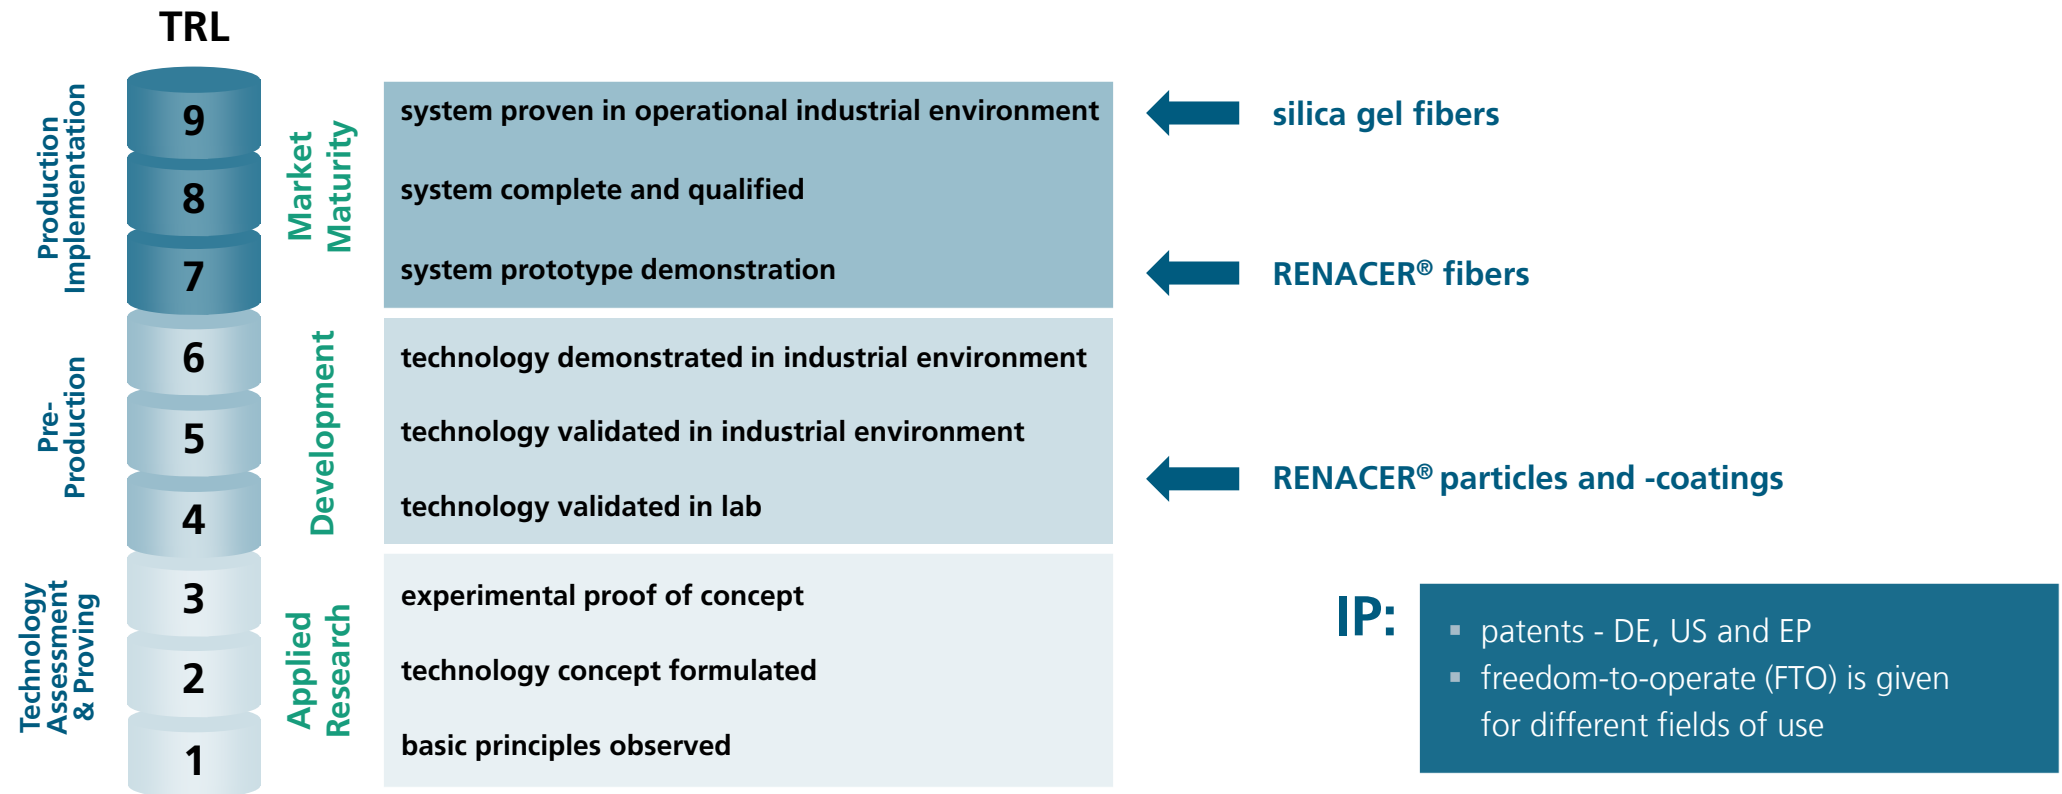 TRL
Production
Implementation
9
8
7
Market
Maturity
system proven in operational industrial environment
system complete and qualified
system prototype demonstration
silica gel fibers
RENACER® fibers
Pre-
Production
6
5
4
Development
technology demonstrated in industrial environment
technology validated in industrial environment
technology validated in lab
RENACER® particles and -coatings
Technology
Assessment
& Proving
3
2
1
Applied
Research
experimental proof of concept
technology concept formulated
basic principles observed
IP:
▪ patents - DE, US and EP
▪ freedom-to-operate (FTO) is given
for different fields of use